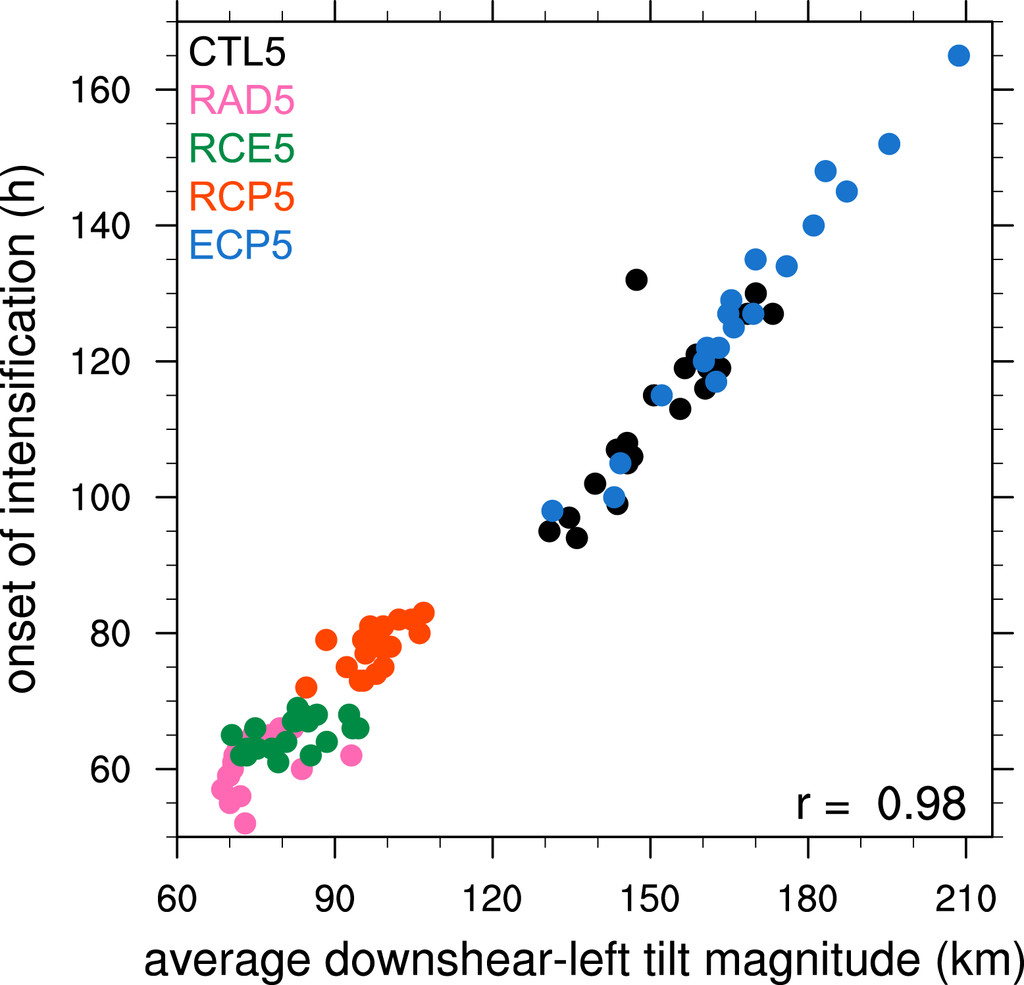 CTL5
RAD5
RCE5
RCP5
ECP5
160
140
120
100
80
60
onset of intensification (h)
r = 0.98
60 90 120 150 180 210
average downshear-left tilt magnitude (km)